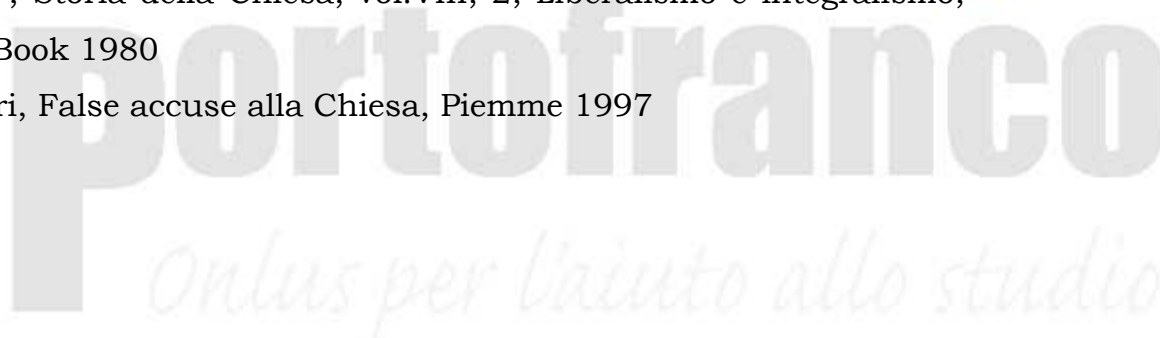 , Storia della Chiesa, vol.VIII, 2, Liberalismo e integralismo,
Book 1980
ri, False accuse alla Chiesa, Piemme 1997
portofranco
Onlus per l'aiuto allo studio